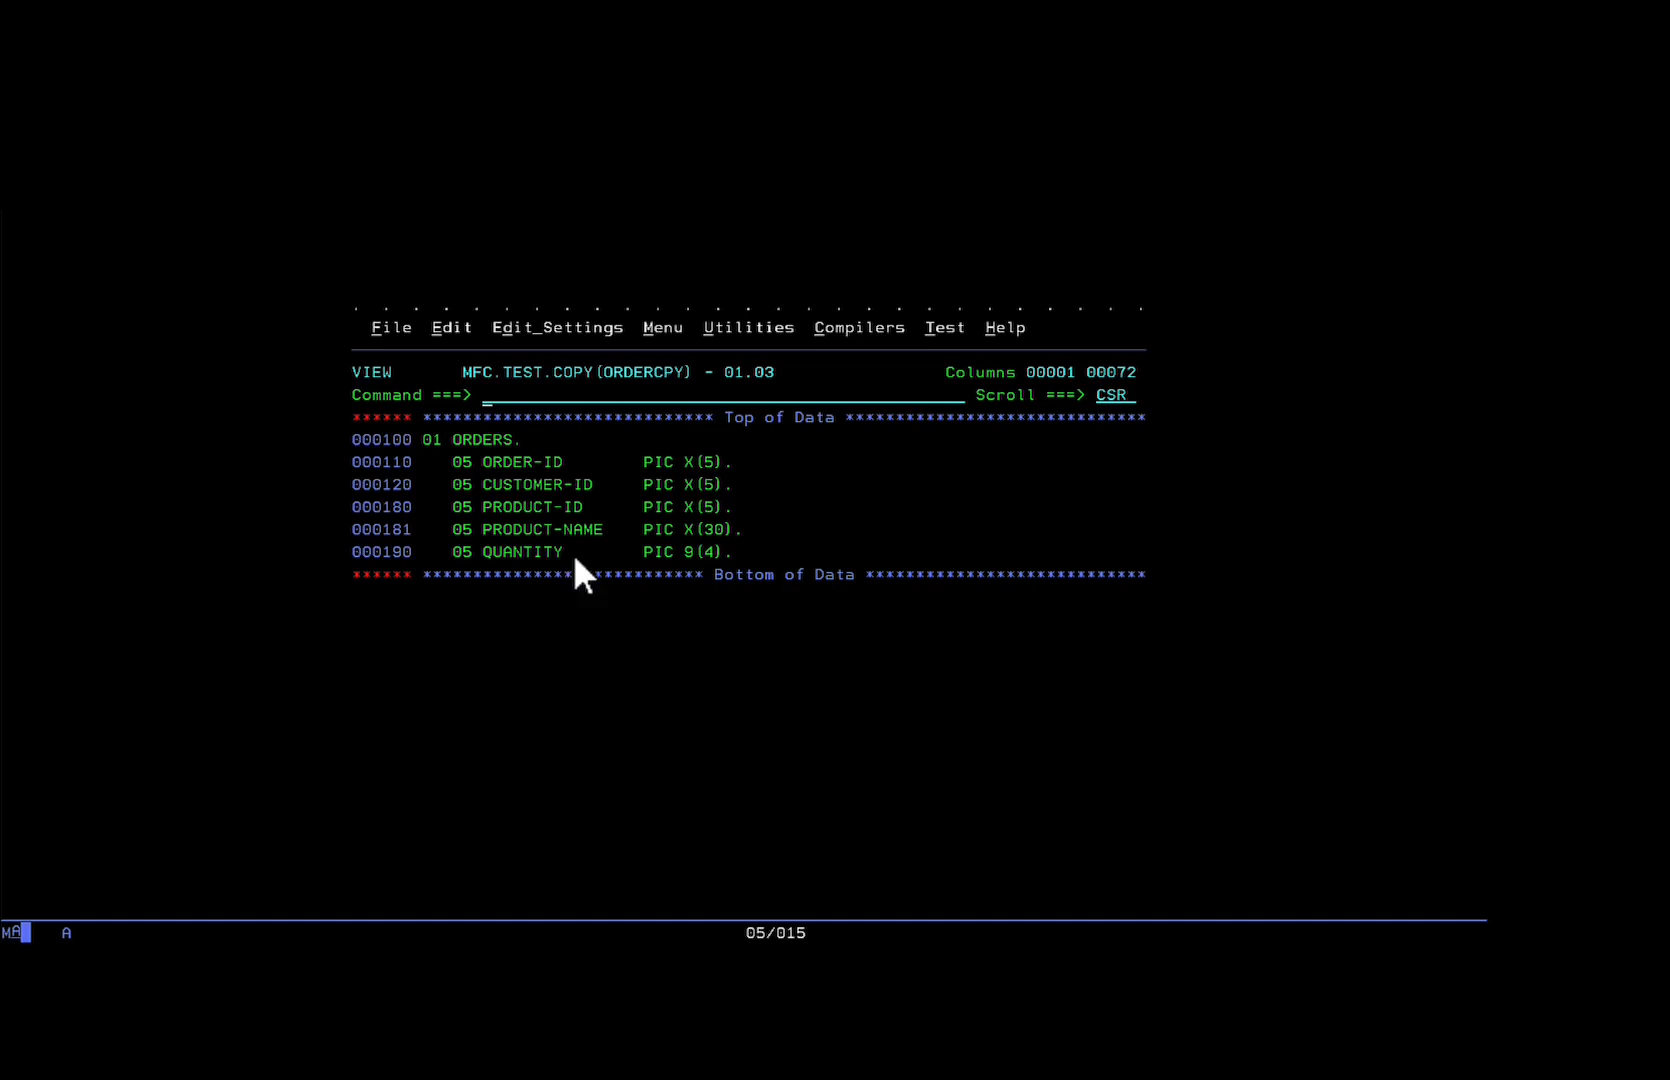 File Edit Edit_Settings Menu Utilities Compilers Test Help
VIEW MFC.TEST.COPY(ORDERCPY) - 01.03 Columns 00001 00072
Command ===> Scroll ===> CSR
****** **************************** Top of Data ******************************
000100 01 ORDERS.
000110 05 ORDER-ID PIC X(5).
000120 05 CUSTOMER-ID PIC X(5).
000180 05 PRODUCT-ID PIC X(5).
000181 05 PRODUCT-NAME PIC X(30).
000190 05 QUANTITY PIC 9(4).
****** **************************** Bottom of Data ****************************
MA A 05/015